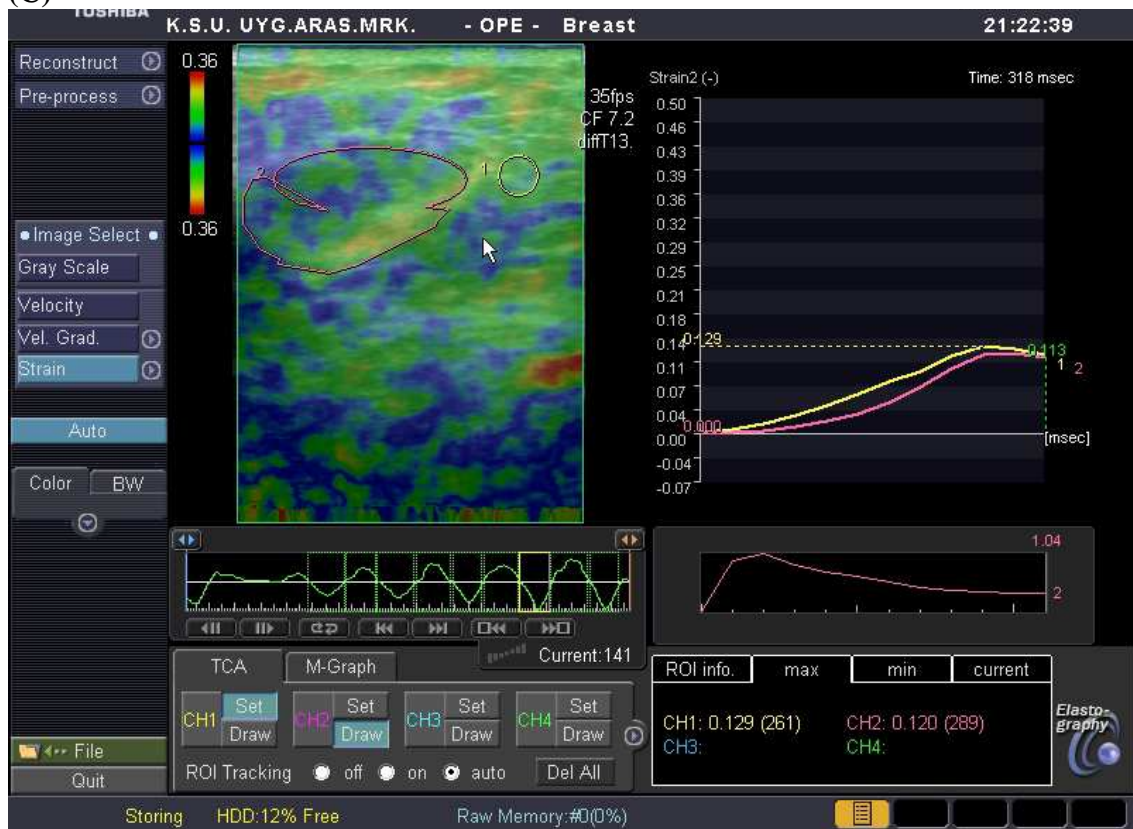 (C)
TOSHIBA
K.S.U. UYG.ARAS.MRK. - OPE - Breast 21:22:39
Reconstruct
Pre-process
Image Select
Gray Scale
Velocity
Vel. Grad.
Strain
Auto
Color BW
File
Quit
0.36
0.36
35fps
CF 7.2
diffT13.
1
2
Strain2 (-) Time: 318 msec
0.50
0.46
0.43
0.39
0.36
0.32
0.29
0.25
0.21
0.18
0.14
0.129
0.11
0.07
0.04
0.000
0.00
-0.04
-0.07
0.113
1 2
[msec]
1.04
2
Current:141
TCA M-Graph
CH1 Set Draw
CH2 Set Draw
CH3 Set Draw
CH4 Set Draw
ROI Tracking off on auto Del All
ROI info. max min current
CH1: 0.129 (261) CH2: 0.120 (289)
CH3: CH4:
Elasto-
graphy
Storing HDD:12% Free Raw Memory:#0(0%)